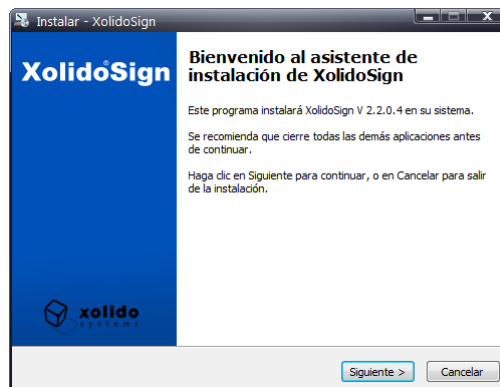 Instalar - XolidoSign
XolidoSign
Bienvenido al asistente de
instalación de XolidoSign
Este programa instalará XolidoSign V 2.2.0.4 en su sistema.
Se recomienda que cierre todas las demás aplicaciones antes
de continuar.
Haga clic en Siguiente para continuar, o en Cancelar para salir
de la instalación.
xolido
systems
Siguiente >
Cancelar